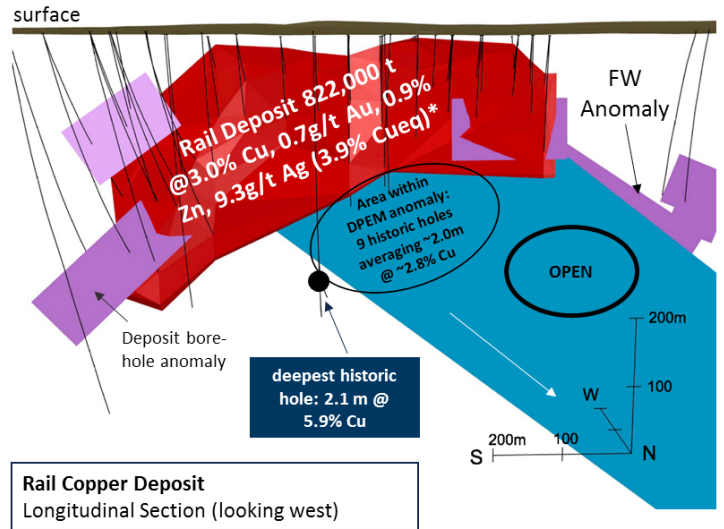 surface
Rail Deposit 822,000 t
@3.0% Cu, 0.7g/t Au, 0.9%
Zn, 9.3g/t Ag (3.9% Cueq)*
FW
Anomaly
Area within
DPEM anomaly:
9 historic holes
averaging ~2.0m
@ ~2.8% Cu
OPEN
Deposit bore-
hole anomaly
deepest historic
hole: 2.1 m @
5.9% Cu
200m
100
W
200m 100
S N
Rail Copper Deposit
Longitudinal Section (looking west)